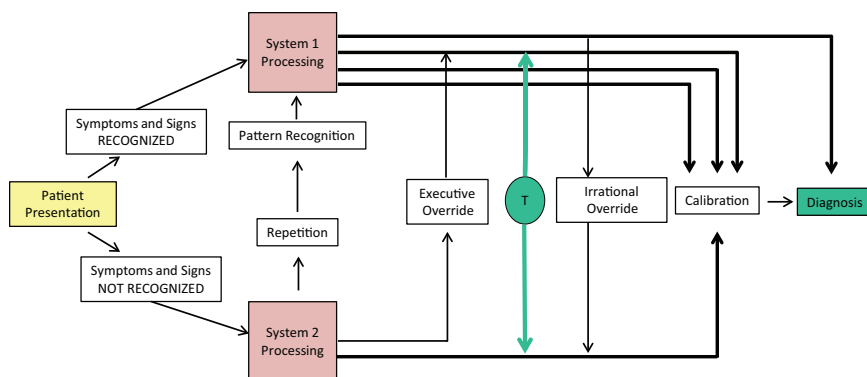 System 1
Processing
Symptoms and Signs
RECOGNIZED
Pattern Recognition
Patient
Presentation
Executive
Override
T
Irrational
Override
Calibration
Diagnosis
Repetition
Symptoms and Signs
NOT RECOGNIZED
System 2
Processing